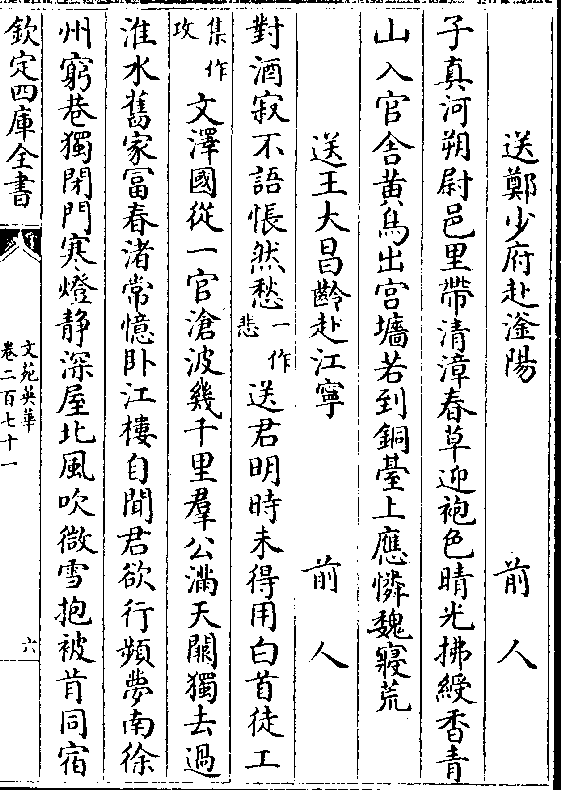 送鄭少府赴滏陽　前人
子真河朔尉邑里帶清漳春草迎袍色晴光拂綬香青
山入官舍黄鳥出宫墻若到銅臺上應憐魏寢荒
送王大昌齡赴江寧　前人
對酒寂不語悵然愁一作悲送君明時未得用白首徒工
集作攻文澤國從一官滄波幾千里羣公滿天闕獨去過
淮水舊家富春渚常憶卧江樓自聞君欲行頻夢南徐
州窮巷獨閉門寒燈静深屋北風吹微雪抱被肯同宿
欽定四庫全書
文苑英華
卷二百七十一
六